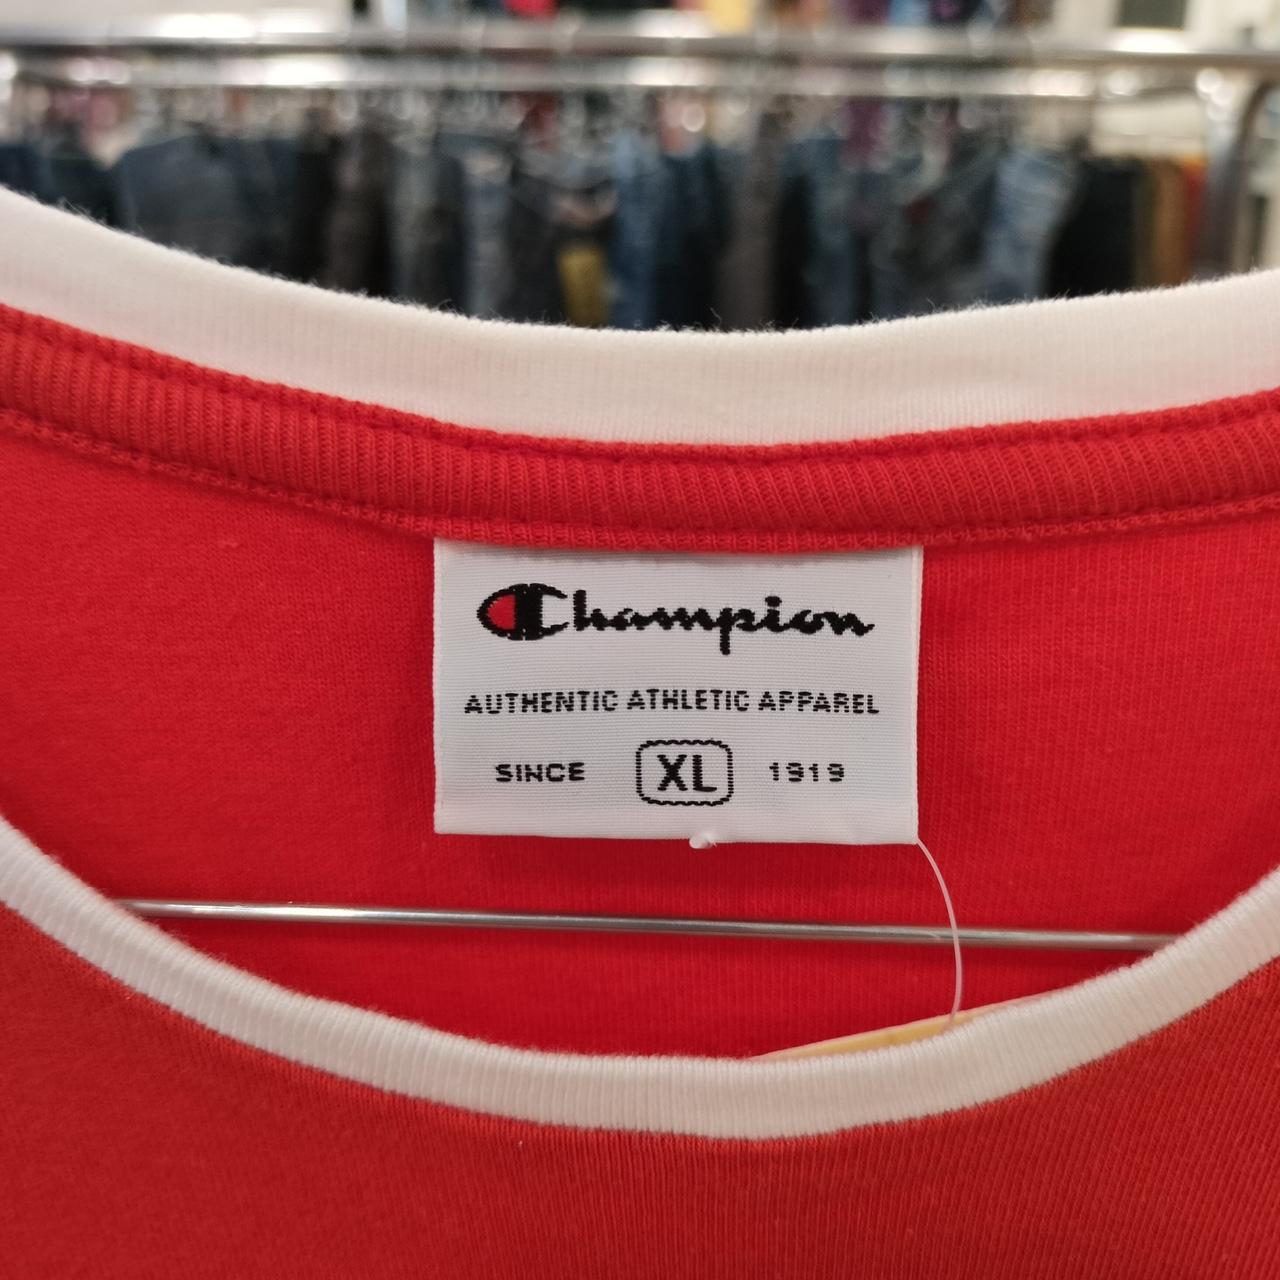 Champion
AUTHENTIC ATHLETIC APPAREL
SINCE XL 1919